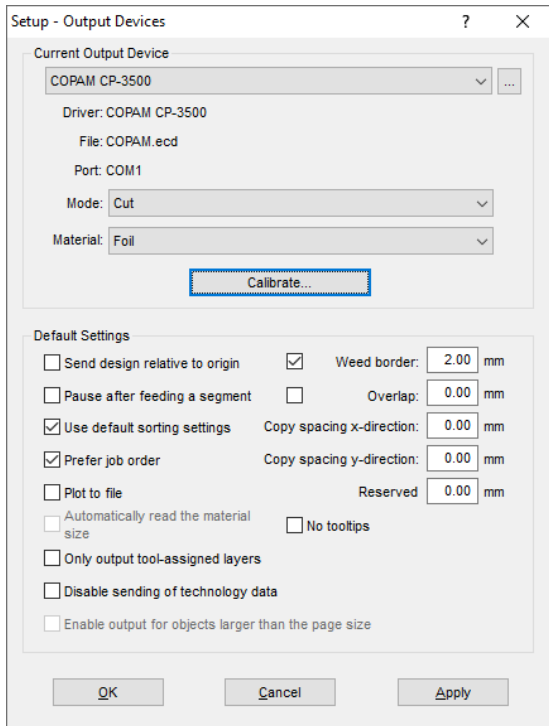 Setup - Output Devices ?
Current Output Device
COPAM CP-3500 ...
Driver: COPAM CP-3500
File: COPAM.ecd
Port: COM1
Mode: Cut
Material: Foil
Calibrate...
Default Settings
Send design relative to origin Weed border: 2.00 mm
Pause after feeding a segment Overlap: 0.00 mm
Use default sorting settings Copy spacing x-direction: 0.00 mm
Prefer job order Copy spacing y-direction: 0.00 mm
Plot to file Reserved 0.00 mm
Automatically read the material
size
No tooltips
Only output tool-assigned layers
Disable sending of technology data
Enable output for objects larger than the page size
OK Cancel Apply